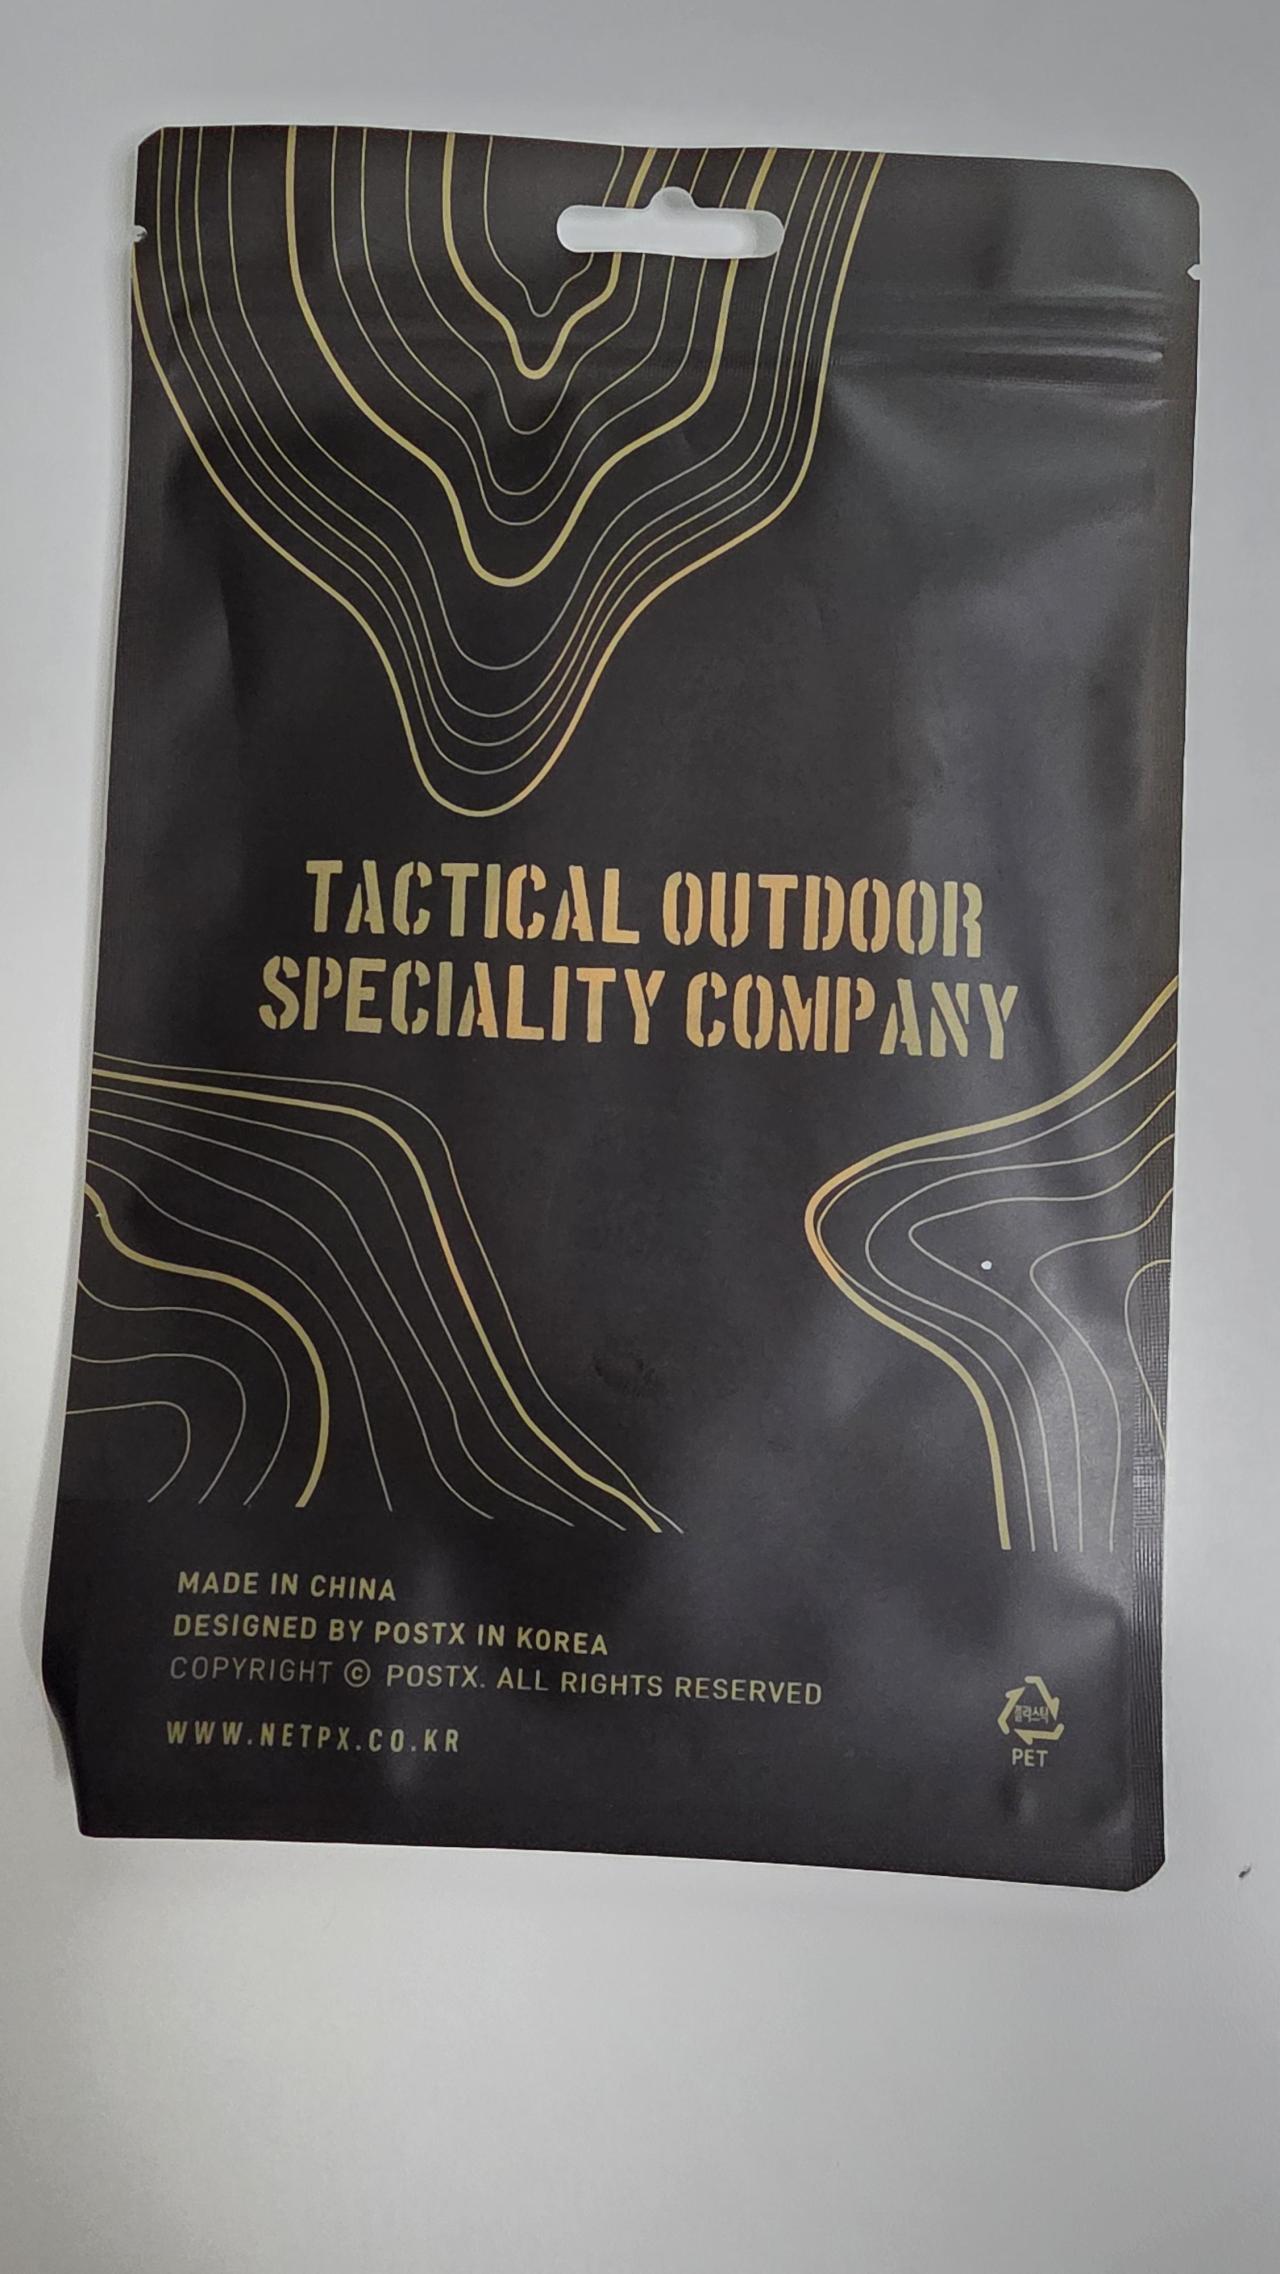 TACTICAL OUTDOOR
SPECIALITY COMPANY
MADE IN CHINA
DESIGNED BY POSTX IN KOREA
COPYRIGHT © POSTX. ALL RIGHTS RESERVED
WWW.NETPX.CO.KR
플라스틱
PET